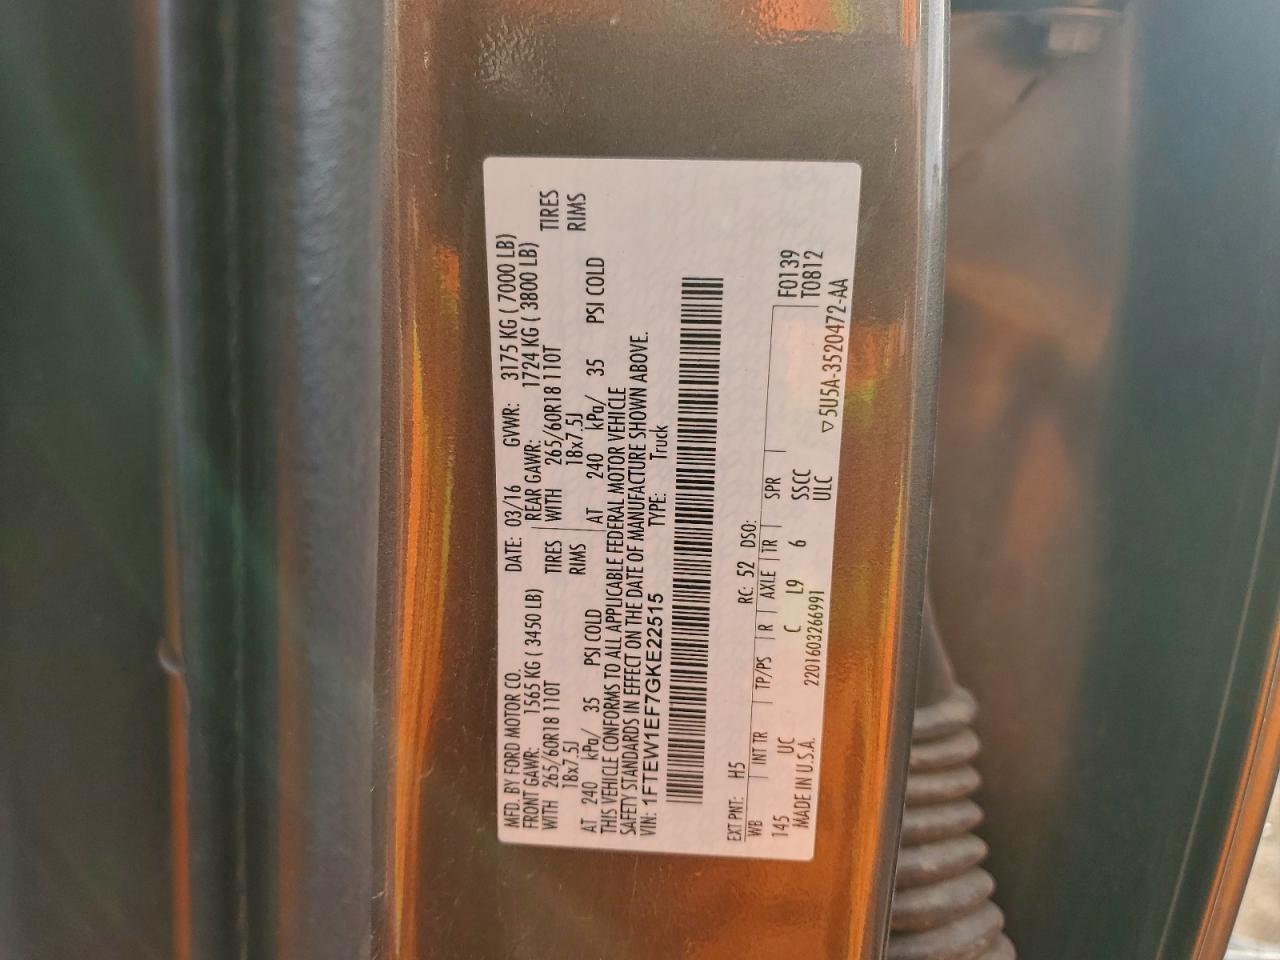 MFD. BY FORD MOTOR CO. DATE: 03/16 GVWR: 3175 KG ( 7000 LB)
FRONT GAWR: 1565 KG ( 3450 LB) REAR GAWR: 1724 KG ( 3800 LB)
WITH 265/60R18 110T TIRES WITH 265/60R18 110T TIRES
18x7.5J RIMS 18x7.5J RIMS
AT 240 kPa/ 35 PSI COLD AT 240 kPa/ 35 PSI COLD
THIS VEHICLE CONFORMS TO ALL APPLICABLE FEDERAL MOTOR VEHICLE
SAFETY STANDARDS IN EFFECT ON THE DATE OF MANUFACTURE SHOWN ABOVE.
VIN: 1FTEW1EF7GKE22515 TYPE: Truck
EXT PNT: H5 RC: 52 DSO:
WB INT TR TP/PS R AXLE TR SPR F0139
145 UC C L9 6 SSCC T0812
MADE IN U.S.A. 2201603266991 ULC ▽5U5A-3520472-AA